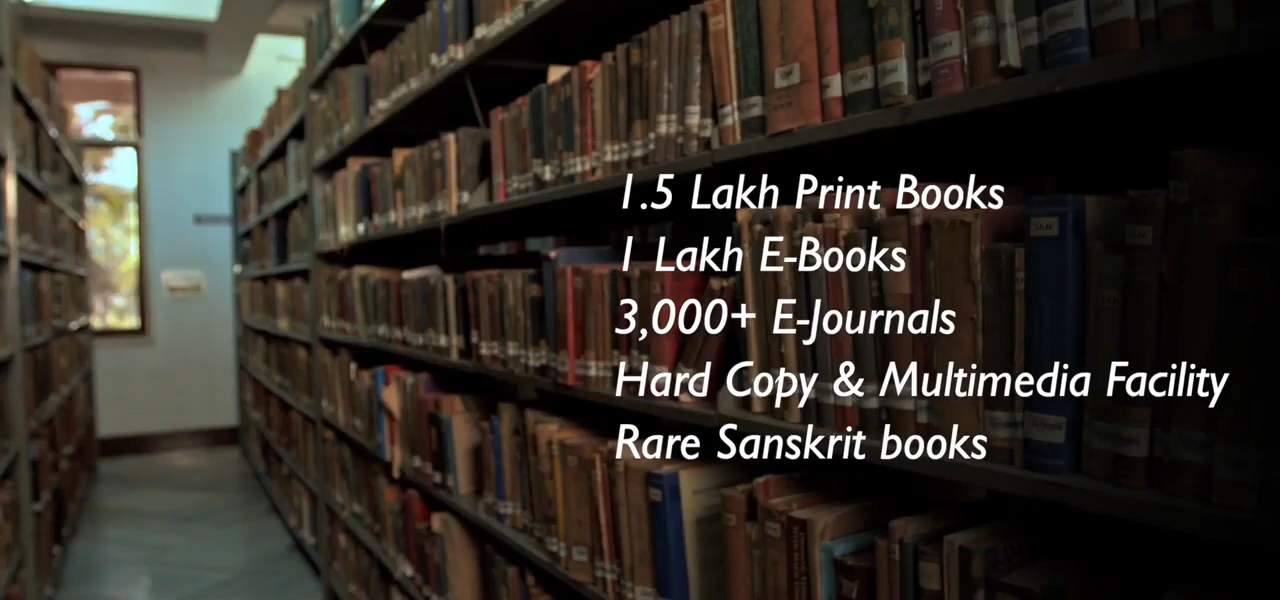 1.5 Lakh Print Books
1 Lakh E-Books
3,000+ E-Journals
Hard Copy & Multimedia Facility
Rare Sanskrit books